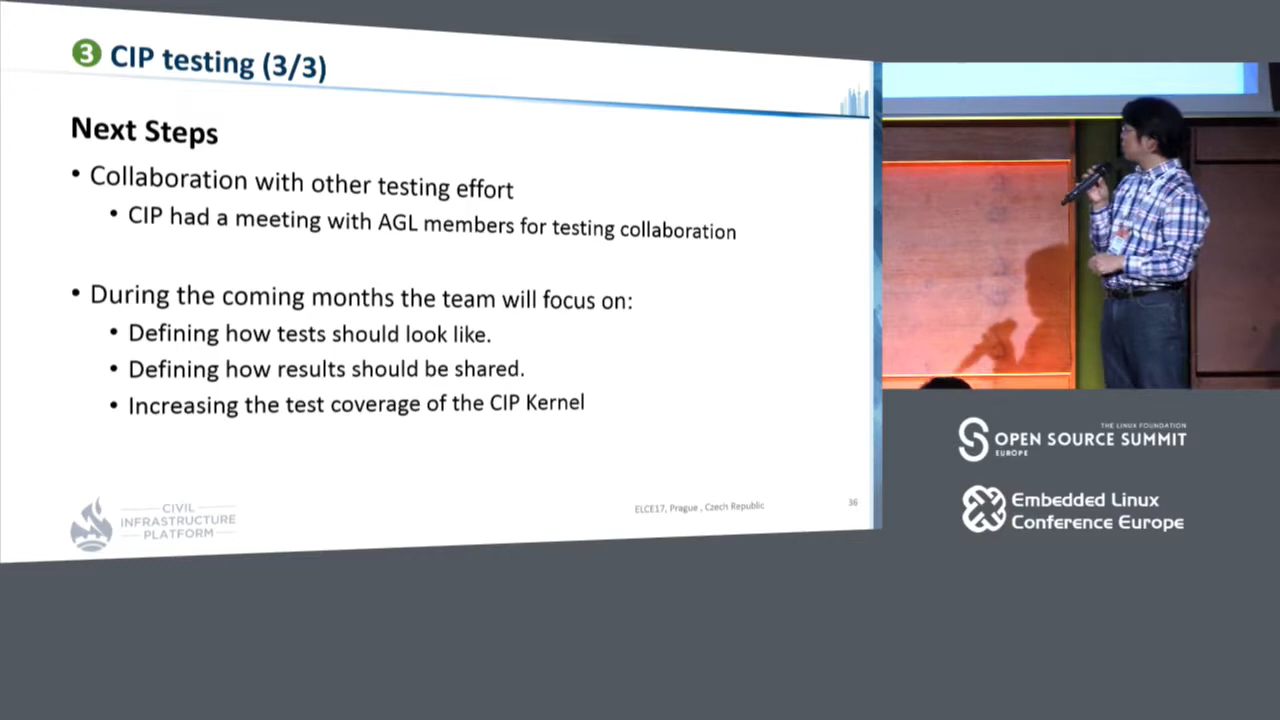 3 CIP testing (3/3)
Next Steps
• Collaboration with other testing effort
• CIP had a meeting with AGL members for testing collaboration
• During the coming months the team will focus on:
• Defining how tests should look like.
• Defining how results should be shared.
• Increasing the test coverage of the CIP Kernel
CIVIL
INFRASTRUCTURE
PLATFORM
ELCE17, Prague , Czech Republic
36
THE LINUX FOUNDATION
OPEN SOURCE SUMMIT
EUROPE
Embedded Linux
Conference Europe